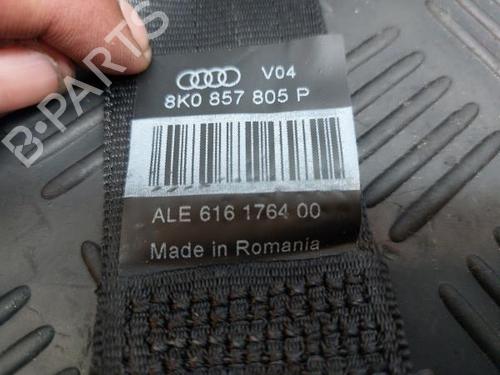 V04
8K0 857 805 P
ALE 616 1764 00
Made in Romania
B-PARTS